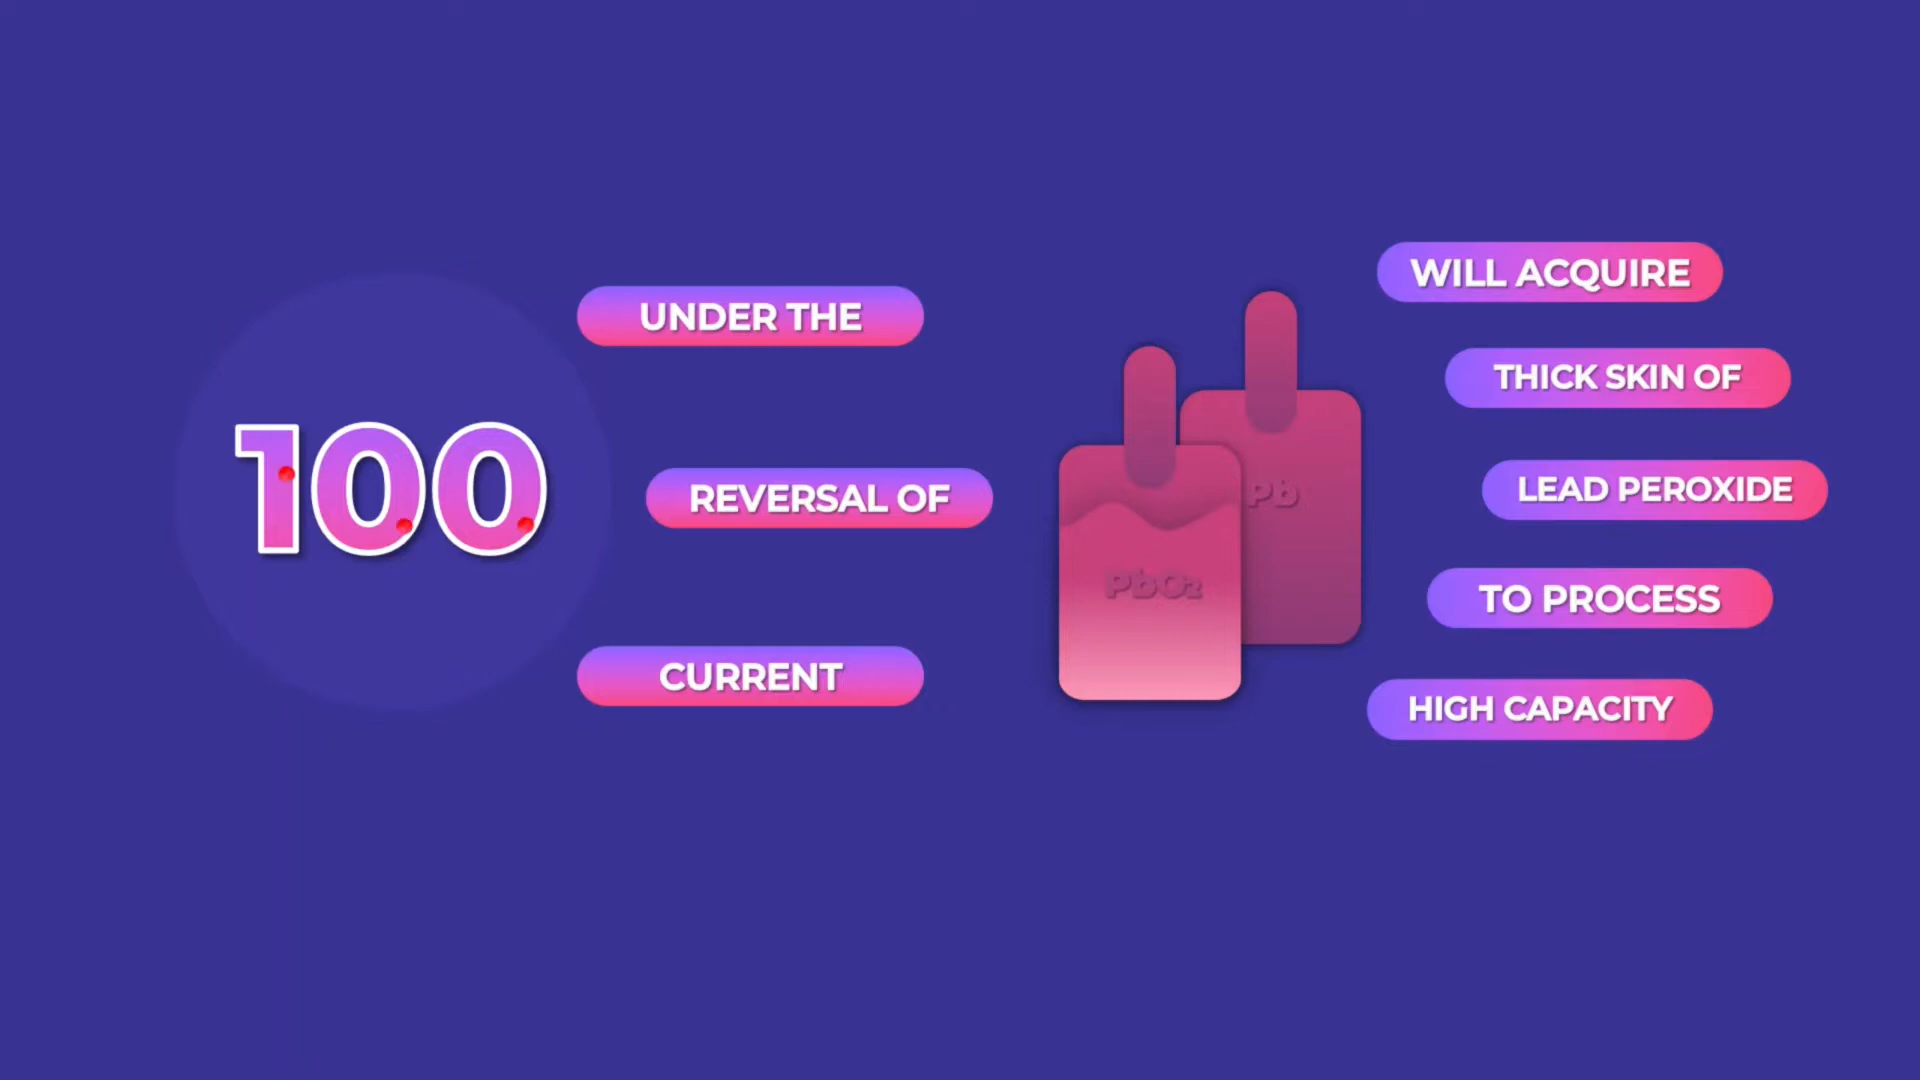 100
UNDER THE
REVERSAL OF
CURRENT
PbO₂
Pb
WILL ACQUIRE
THICK SKIN OF
LEAD PEROXIDE
TO PROCESS
HIGH CAPACITY